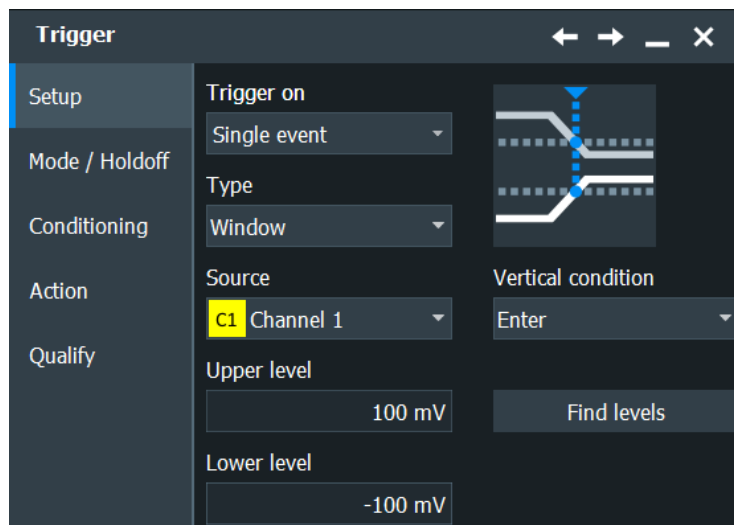 Trigger
Setup
Mode / Holdoff
Conditioning
Action
Qualify
Trigger on
Single event
Type
Window
Source
C1 Channel 1
Upper level
100 mV
Lower level
-100 mV
Vertical condition
Enter
Find levels